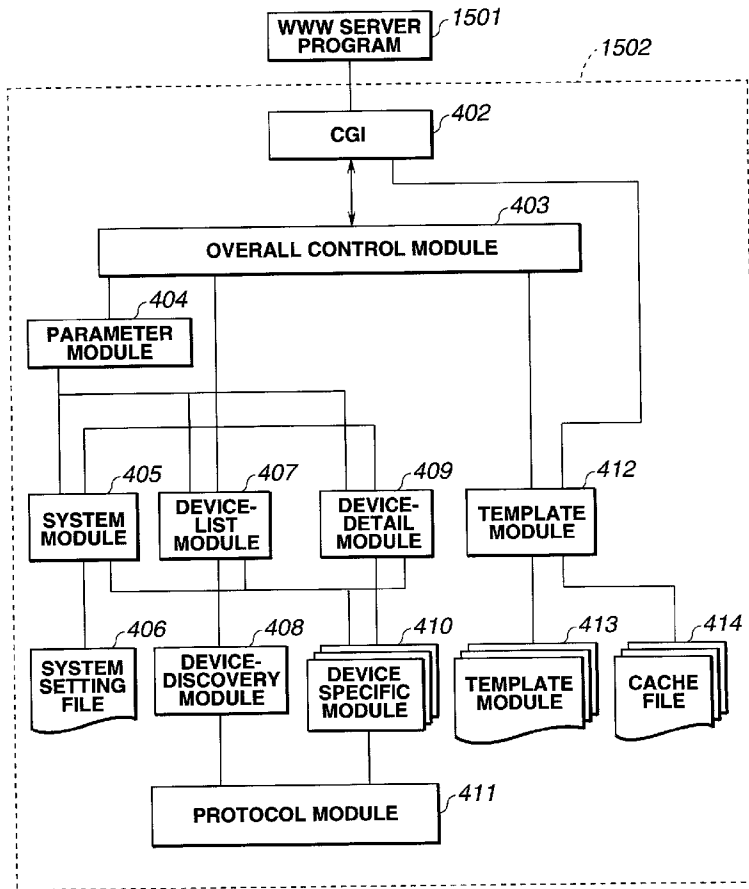 WWW SERVER
PROGRAM
1501
1502
CGI
402
403
OVERALL CONTROL MODULE
404
PARAMETER
MODULE
405
SYSTEM
MODULE
407
DEVICE-
LIST
MODULE
409
DEVICE-
DETAIL
MODULE
412
TEMPLATE
MODULE
406
SYSTEM
SETTING
FILE
408
DEVICE-
DISCOVERY
MODULE
410
DEVICE
SPECIFIC
MODULE
413
TEMPLATE
MODULE
414
CACHE
FILE
PROTOCOL MODULE
411